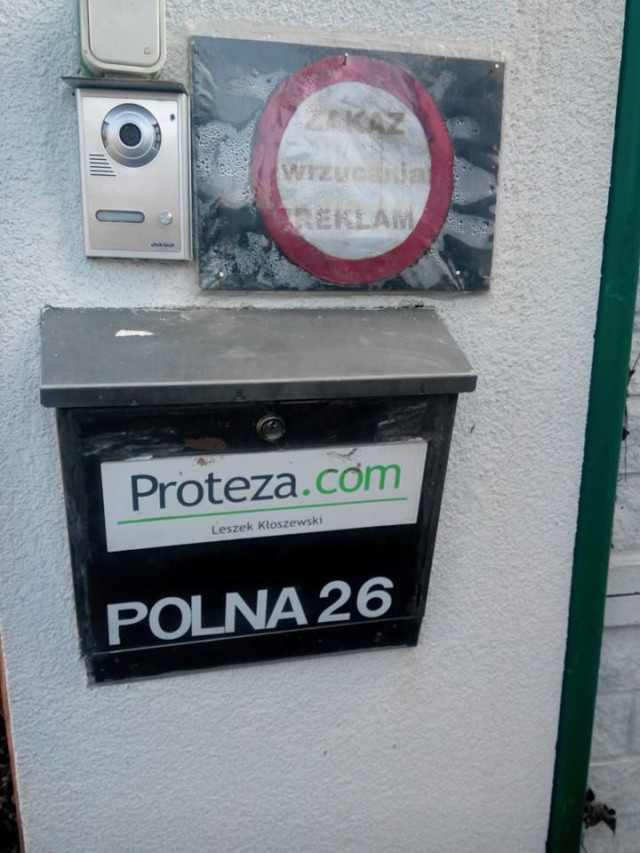 ZAKAZ
wrzucania
REKLAM
Proteza.com
Leszek Kłoszewski
POLNA 26